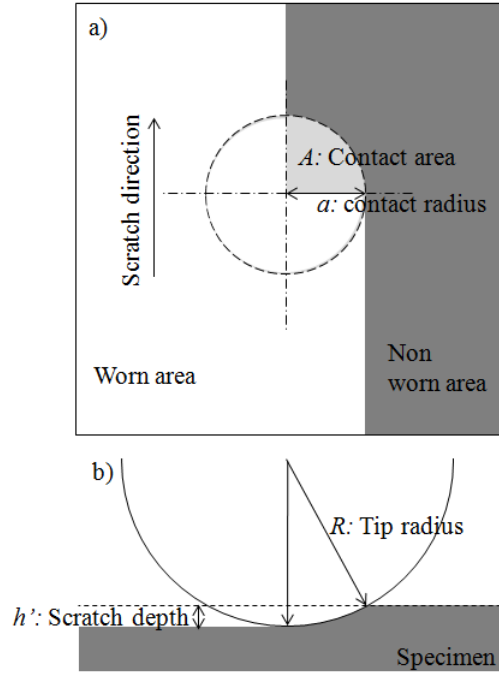 a)
Scratch direction
A: Contact area
a: contact radius
Worn area
Non
worn area
b)
R: Tip radius
h’: Scratch depth
Specimen